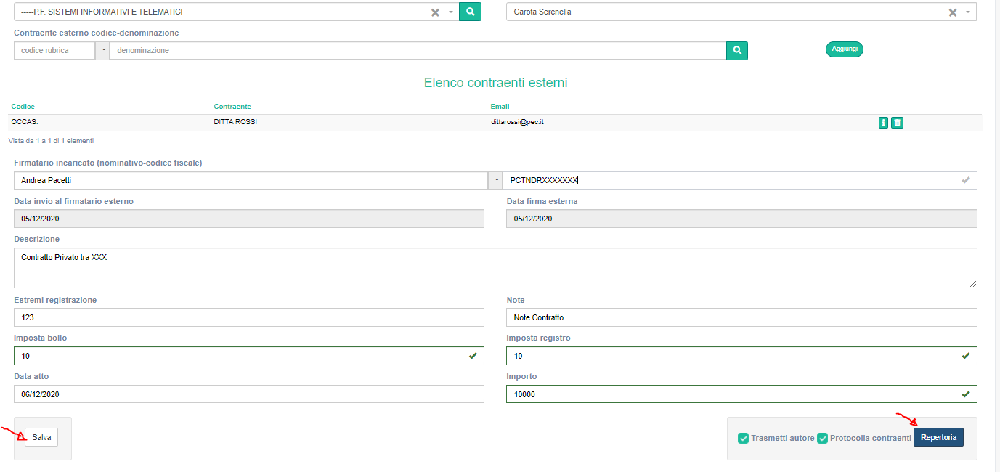 -----P.F. SISTEMI INFORMATIVI E TELEMATICI
Carota Serenella
Contraente esterno codice-denominazione
codice rubrica - denominazione
Aggiungi
Elenco contraenti esterni
Codice Contraente Email
OCCAS. DITTA ROSSI dittarossi@pec.it
Vista da 1 a 1 di 1 elementi
Firmatario incaricato (nominativo-codice fiscale)
Andrea Pacetti - PCTNDRXXXXXXX
Data invio al firmatario esterno Data firma esterna
05/12/2020 05/12/2020
Descrizione
Contratto Privato tra XXX
Estremi registrazione Note
123 Note Contratto
Imposta bollo Imposta registro
10 10
Data atto Importo
06/12/2020 10000
Salva Trasmetti autore Protocolla contraenti Repertoria